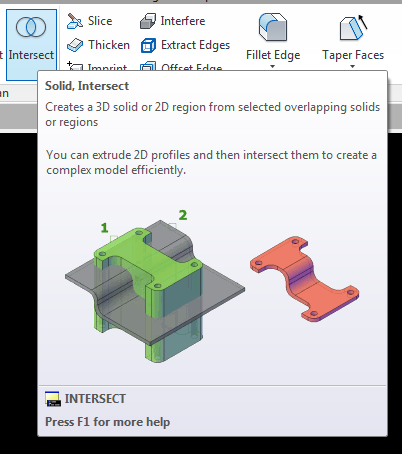 Slice
Interfere
Intersect
Thicken
Extract Edges
Fillet Edge
Taper Faces
Imprint
Offset Edge
Solid, Intersect
Creates a 3D solid or 2D region from selected overlapping solids
or regions
You can extrude 2D profiles and then intersect them to create a
complex model efficiently.
1
2
INTERSECT
Press F1 for more help